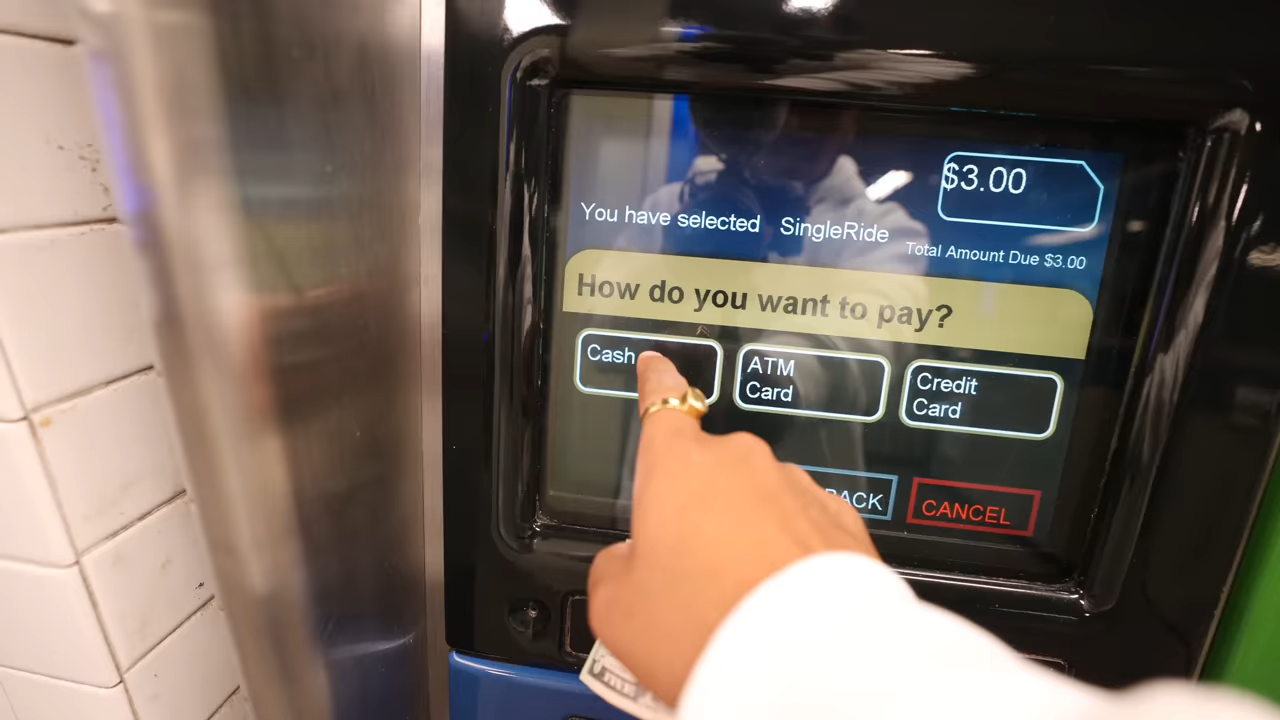 $3.00
You have selected SingleRide
Total Amount Due $3.00
How do you want to pay?
Cash
ATM
Card
Credit
Card
BACK
CANCEL